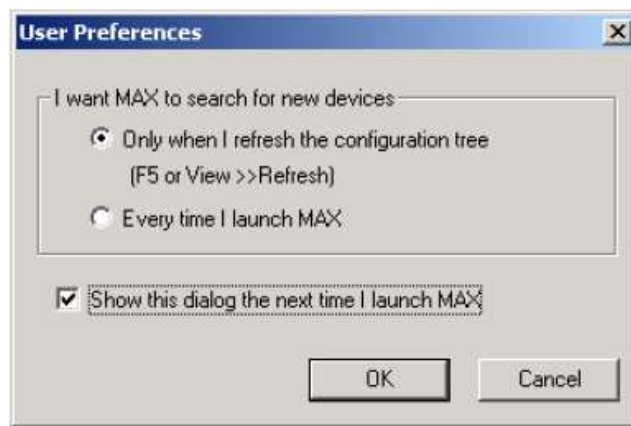 User Preferences
I want MAX to search for new devices
Only when I refresh the configuration tree
(F5 or View >>Refresh)
Every time I launch MAX
Show this dialog the next time I launch MAX
OK
Cancel